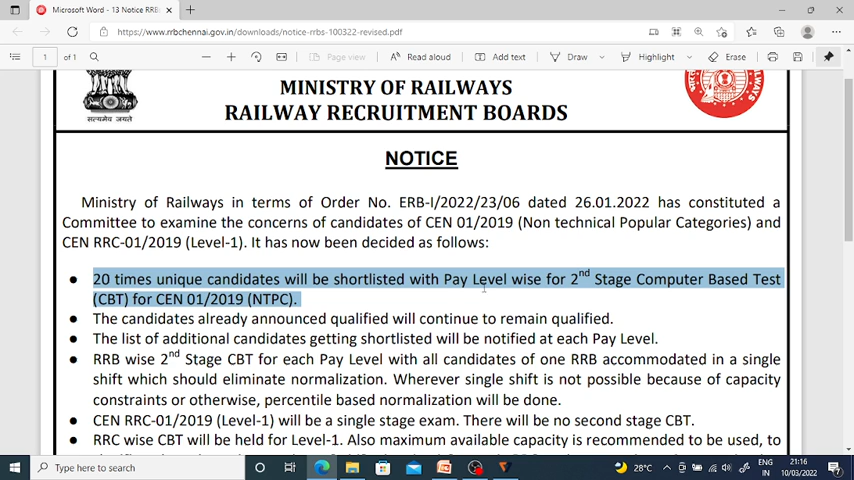 Microsoft Word - 13 Notice RRB
https://www.rrbchennai.gov.in/downloads/notice-rrbs-100322-revised.pdf
1 of 1
Page view
Read aloud
Add text
Draw
Highlight
Erase
सत्यमेव जयते
MINISTRY OF RAILWAYS
RAILWAY RECRUITMENT BOARDS
NOTICE
Ministry of Railways in terms of Order No. ERB-I/2022/23/06 dated 26.01.2022 has constituted a
Committee to examine the concerns of candidates of CEN 01/2019 (Non technical Popular Categories) and
CEN RRC-01/2019 (Level-1). It has now been decided as follows:
● 20 times unique candidates will be shortlisted with Pay Level wise for 2nd Stage Computer Based Test
(CBT) for CEN 01/2019 (NTPC).
● The candidates already announced qualified will continue to remain qualified.
● The list of additional candidates getting shortlisted will be notified at each Pay Level.
● RRB wise 2nd Stage CBT for each Pay Level with all candidates of one RRB accommodated in a single
shift which should eliminate normalization. Wherever single shift is not possible because of capacity
constraints or otherwise, percentile based normalization will be done.
● CEN RRC-01/2019 (Level-1) will be a single stage exam. There will be no second stage CBT.
● RRC wise CBT will be held for Level-1. Also maximum available capacity is recommended to be used, to
Type here to search
28°C
ENG
IN
21:16
10/03/2022